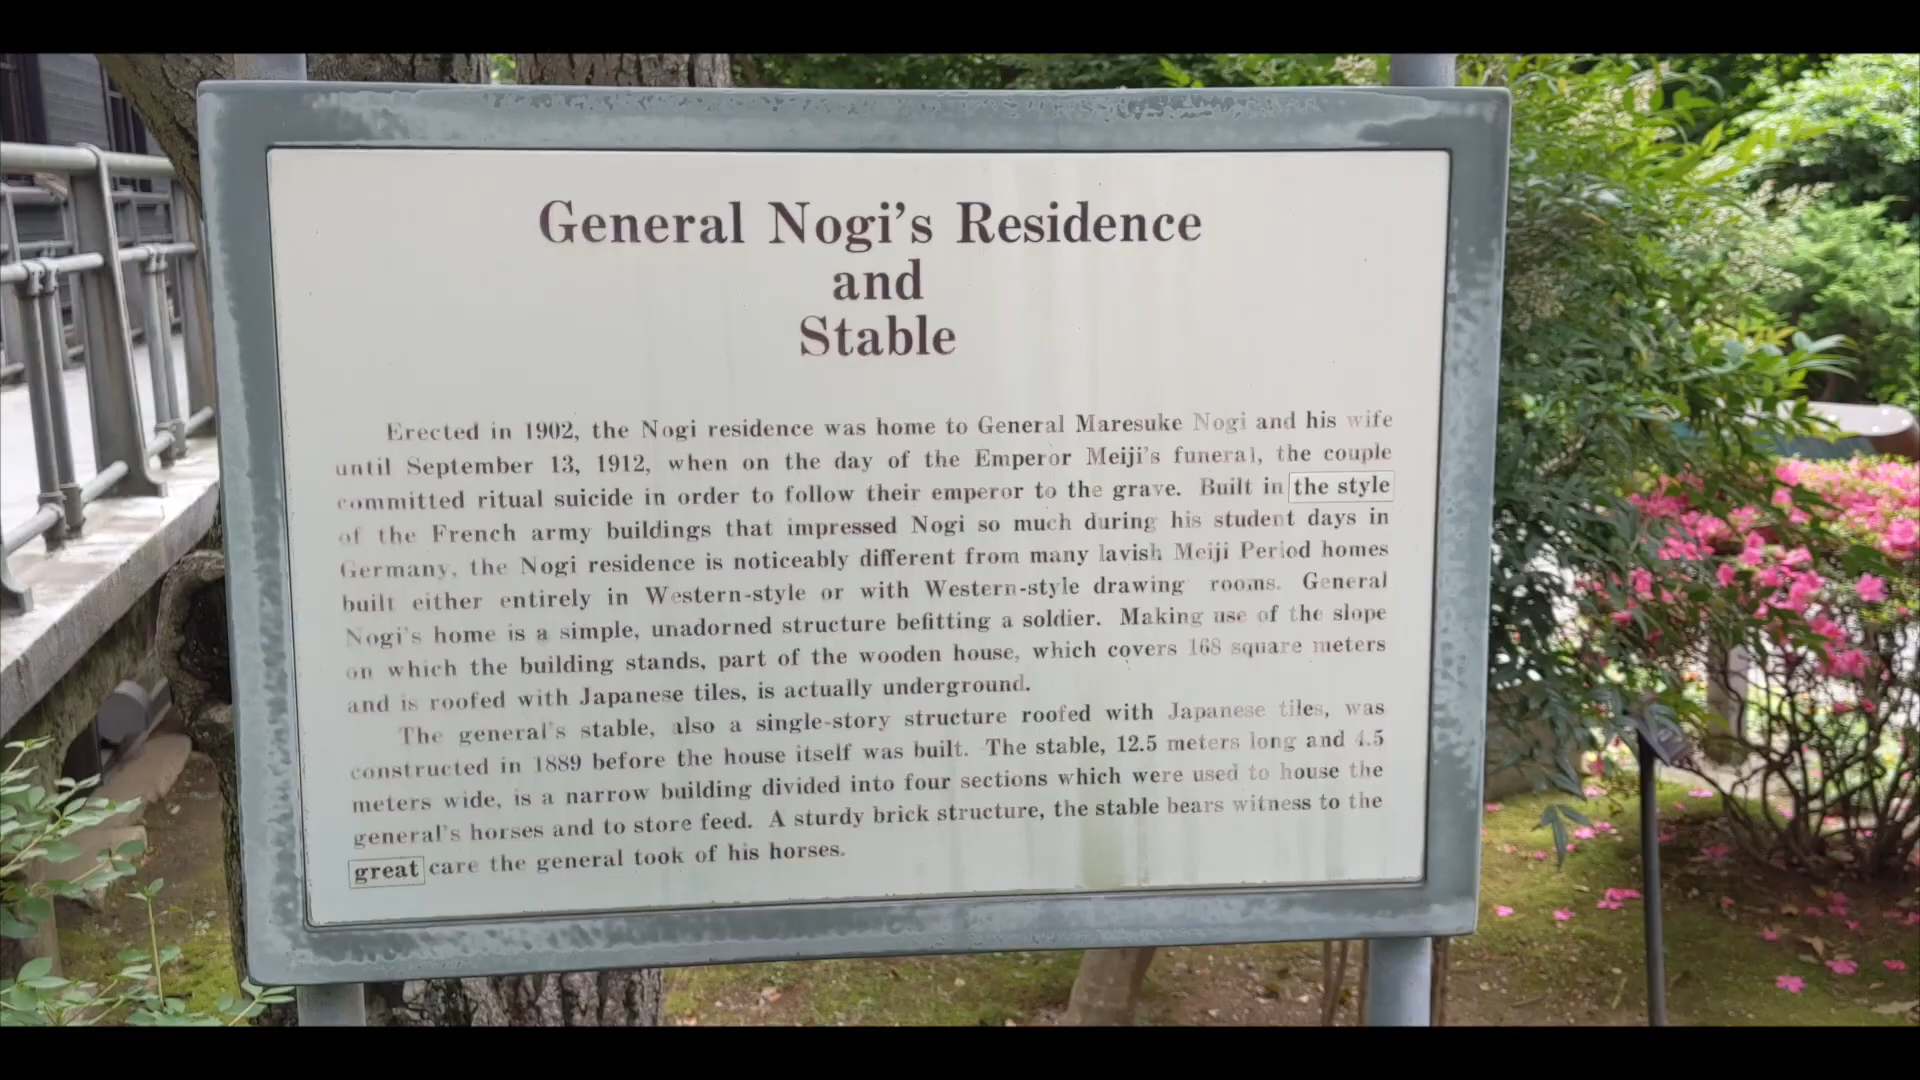 General Nogi's Residence
and
Stable
Erected in 1902, the Nogi residence was home to General Maresuke Nogi and his wife
until September 13, 1912, when on the day of the Emperor Meiji's funeral, the couple
committed ritual suicide in order to follow their emperor to the grave. Built in the style
of the French army buildings that impressed Nogi so much during his student days in
Germany, the Nogi residence is noticeably different from many lavish Meiji Period homes
built either entirely in Western-style or with Western-style drawing rooms. General
Nogi's home is a simple, unadorned structure befitting a soldier. Making use of the slope
on which the building stands, part of the wooden house, which covers 168 square meters
and is roofed with Japanese tiles, is actually underground.
The general's stable, also a single-story structure roofed with Japanese tiles, was
constructed in 1889 before the house itself was built. The stable, 12.5 meters long and 4.5
meters wide, is a narrow building divided into four sections which were used to house the
general's horses and to store feed. A sturdy brick structure, the stable bears witness to the
great care the general took of his horses.